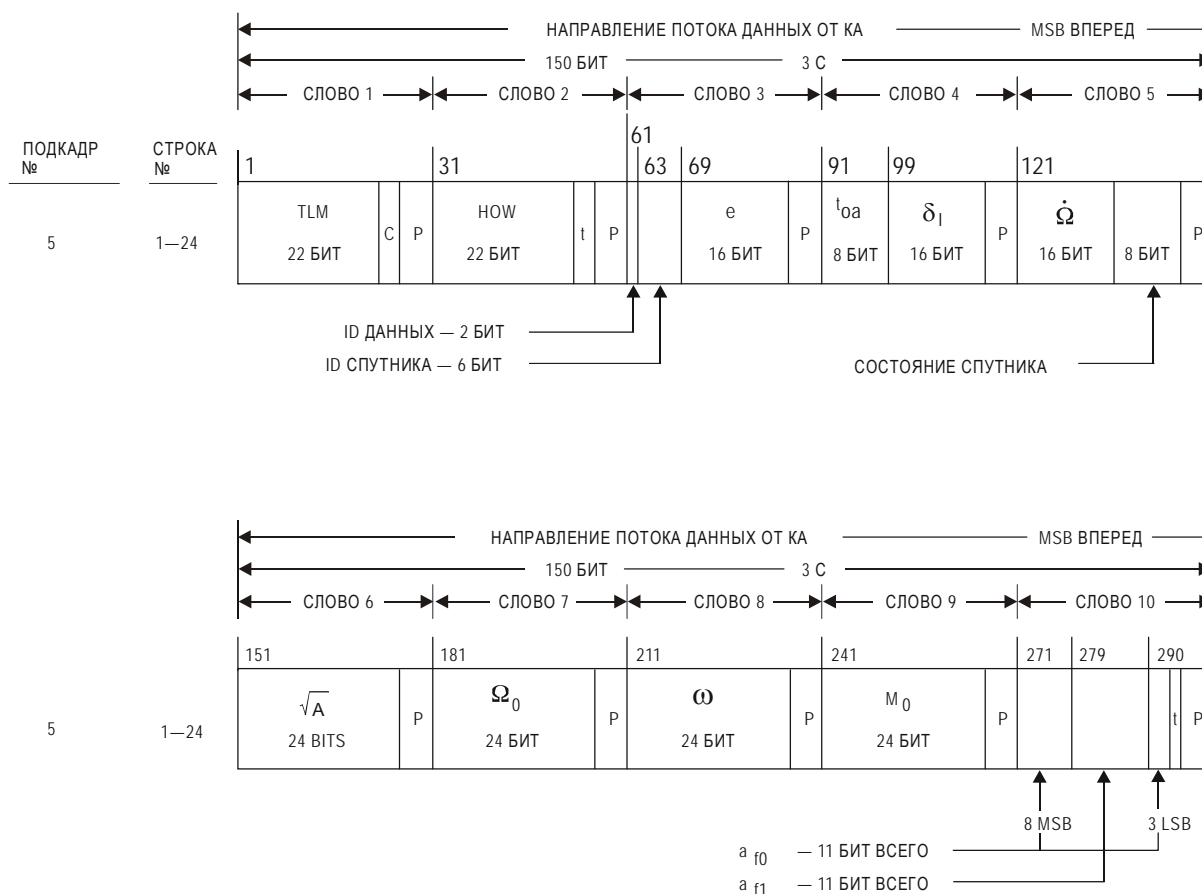 НАПРАВЛЕНИЕ ПОТОКА ДАННЫХ ОТ КА MSB ВПЕРЕД
150 БИТ 3 С
СЛОВО 1 СЛОВО 2 СЛОВО 3 СЛОВО 4 СЛОВО 5
ПОДКАДР № СТРОКА №
1 31 61 63 69 91 99 121
5 1—24
TLM 22 БИТ C P HOW 22 БИТ t P e 16 БИТ P toa 8 БИТ δI 16 БИТ P Ω̇ 16 БИТ 8 БИТ P
ID ДАННЫХ — 2 БИТ
ID СПУТНИКА — 6 БИТ СОСТОЯНИЕ СПУТНИКА
НАПРАВЛЕНИЕ ПОТОКА ДАННЫХ ОТ КА MSB ВПЕРЕД
150 БИТ 3 С
СЛОВО 6 СЛОВО 7 СЛОВО 8 СЛОВО 9 СЛОВО 10
151 181 211 241 271 279 290
5 1—24
√A 24 BITS P Ω0 24 БИТ P ω 24 БИТ P M0 24 БИТ P t P
8 MSB 3 LSB
a f0 — 11 БИТ ВСЕГО
a f1 — 11 БИТ ВСЕГО